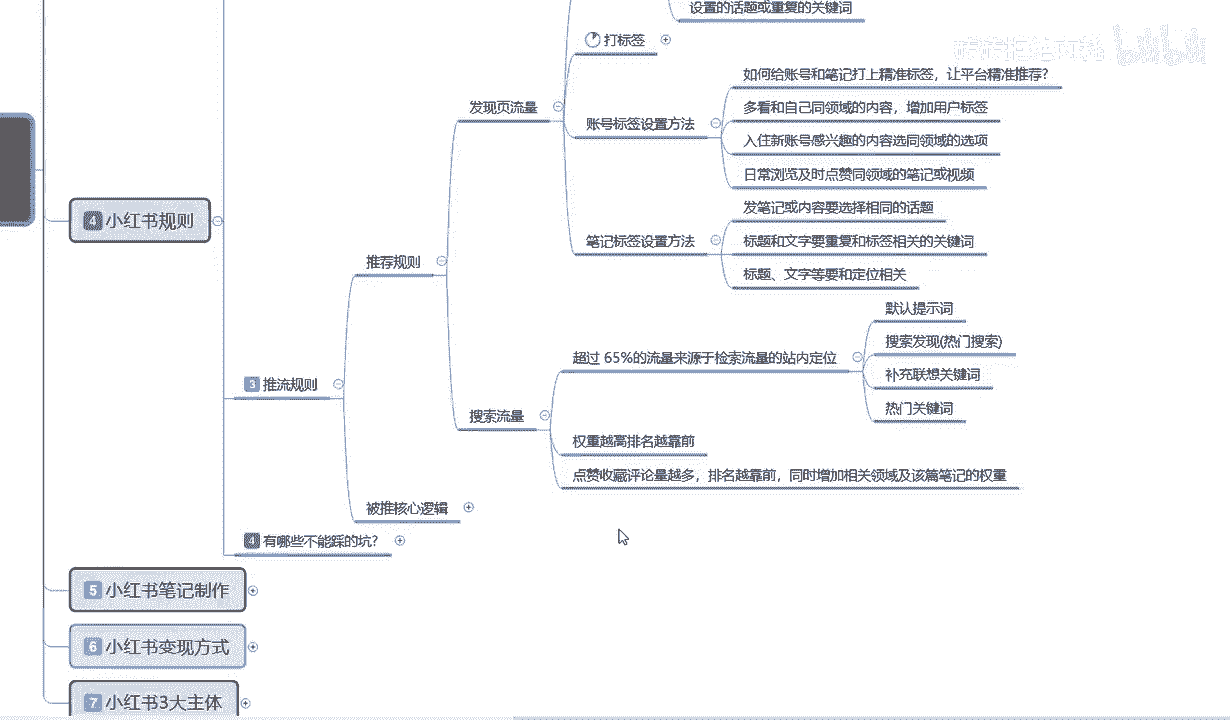 设置的话题或重复的关键词
打标签
发现页流量
账号标签设置方法
如何给账号和笔记打上精准标签，让平台精准推荐？
多看和自己同领域的内容，增加用户标签
入住新账号感兴趣的内容选同领域的选项
日常浏览及时点赞同领域的笔记或视频
笔记标签设置方法
发笔记或内容要选择相同的话题
标题和文字要重复和标签相关的关键词
标题、文字等要和定位相关
4 小红书规则
推荐规则
3 推流规则
搜索流量
超过 65%的流量来源于检索流量的站内定位
默认提示词
搜索发现(热门搜索)
补充联想关键词
热门关键词
权重越高排名越靠前
点赞收藏评论量越多，排名越靠前，同时增加相关领域及该篇笔记的权重
被推核心逻辑
4 有哪些不能踩的坑？
5 小红书笔记制作
6 小红书变现方式
7 小红书3大主体
bilibili